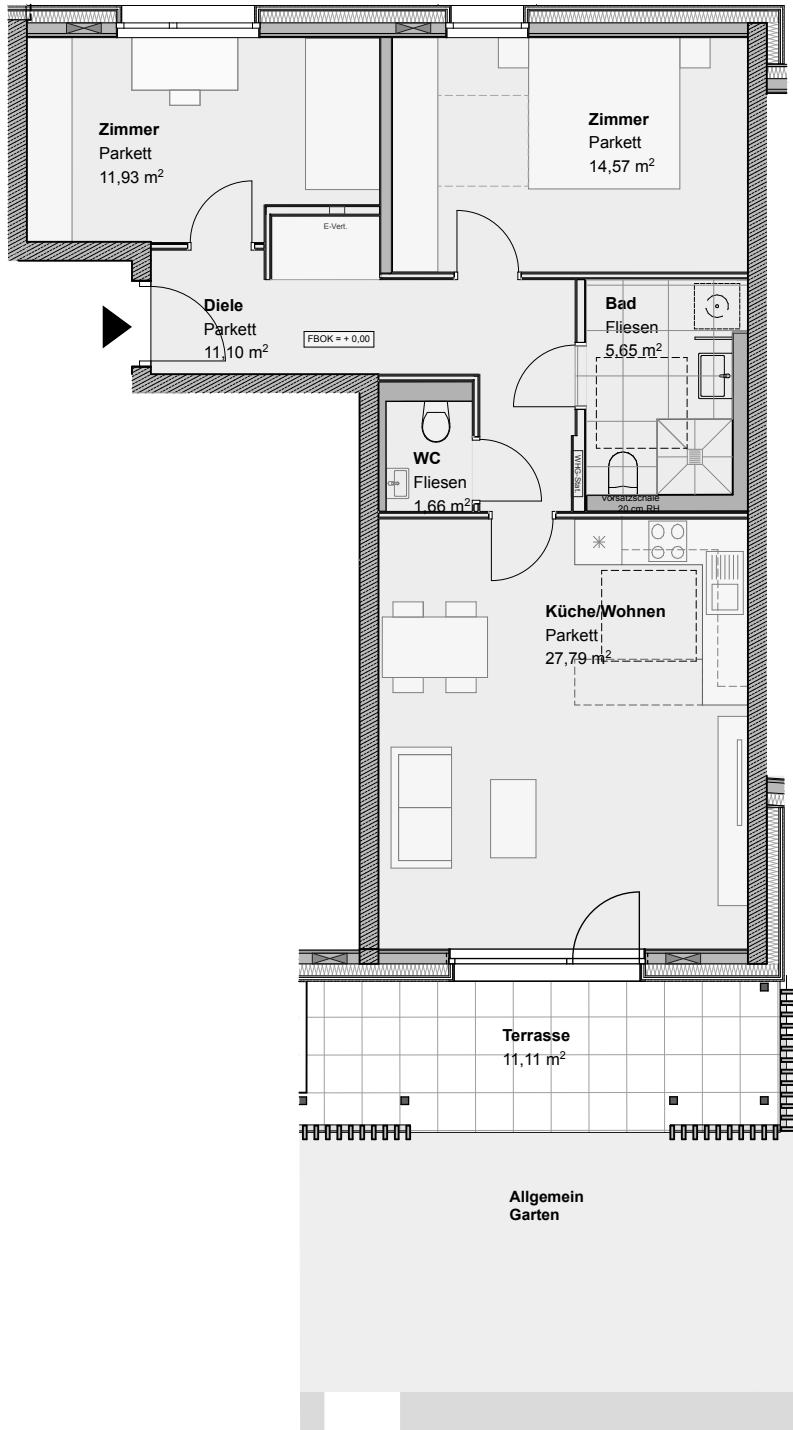 Zimmer
Parkett
11,93 m²
Zimmer
Parkett
14,57 m²
E-Vert.
Diele
Parkett
11,10 m²
FBOK = + 0,00
Bad
Fliesen
5,65 m²
WC
Fliesen
1,66 m²
WHG-Stat.
Vorsatzschale
20 cm RH
Küche/Wohnen
Parkett
27,79 m²
Terrasse
11,11 m²
Allgemein
Garten